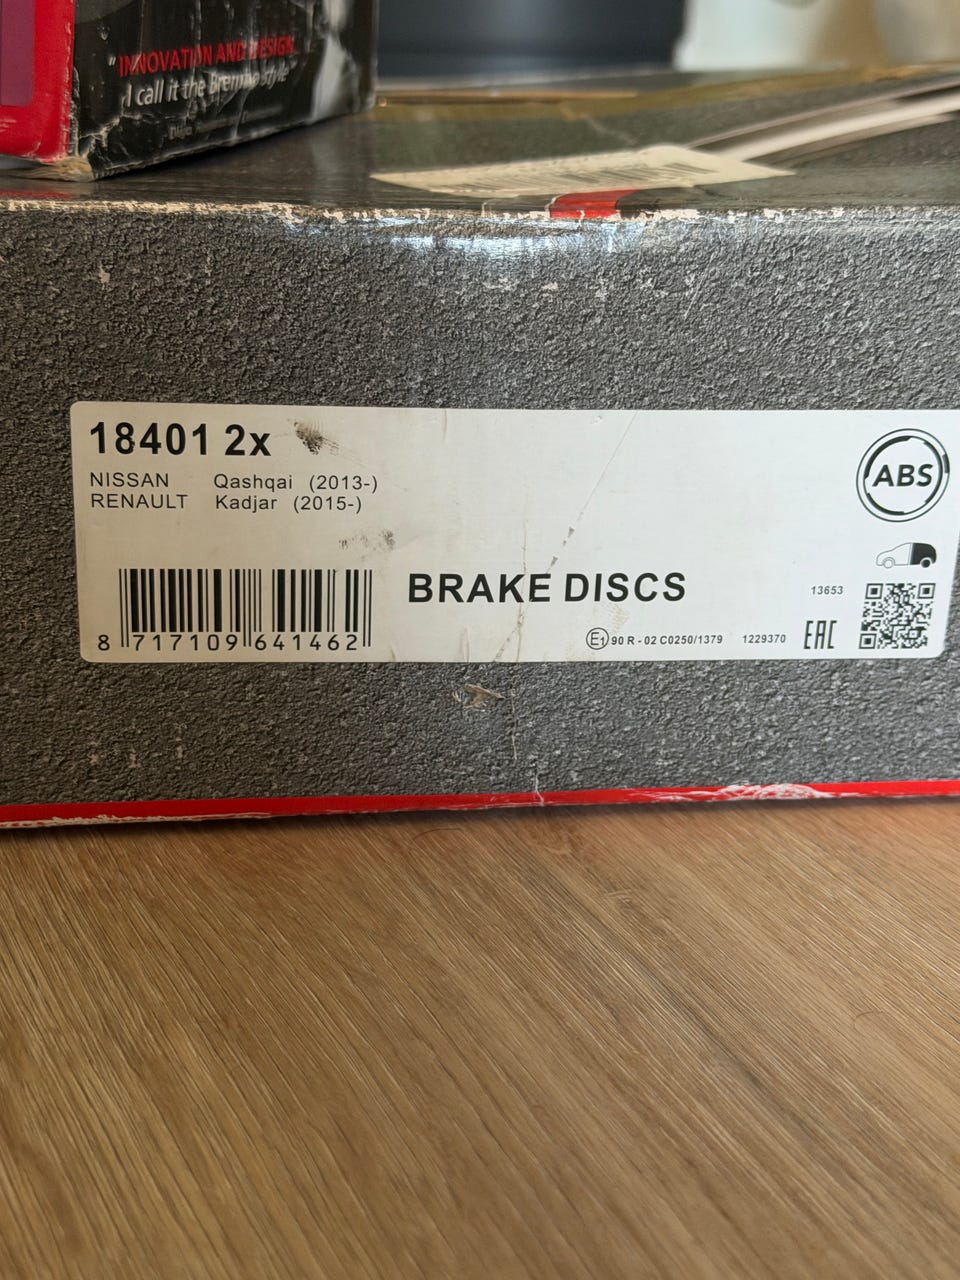 "INNOVATION AND DESIGN
I call it the Brembo style"
18401 2x
NISSAN Qashqai (2013-)
RENAULT Kadjar (2015-)
ABS
BRAKE DISCS
13653
8 717109 641462
E1 90 R - 02 C0250/1379 1229370 EAC